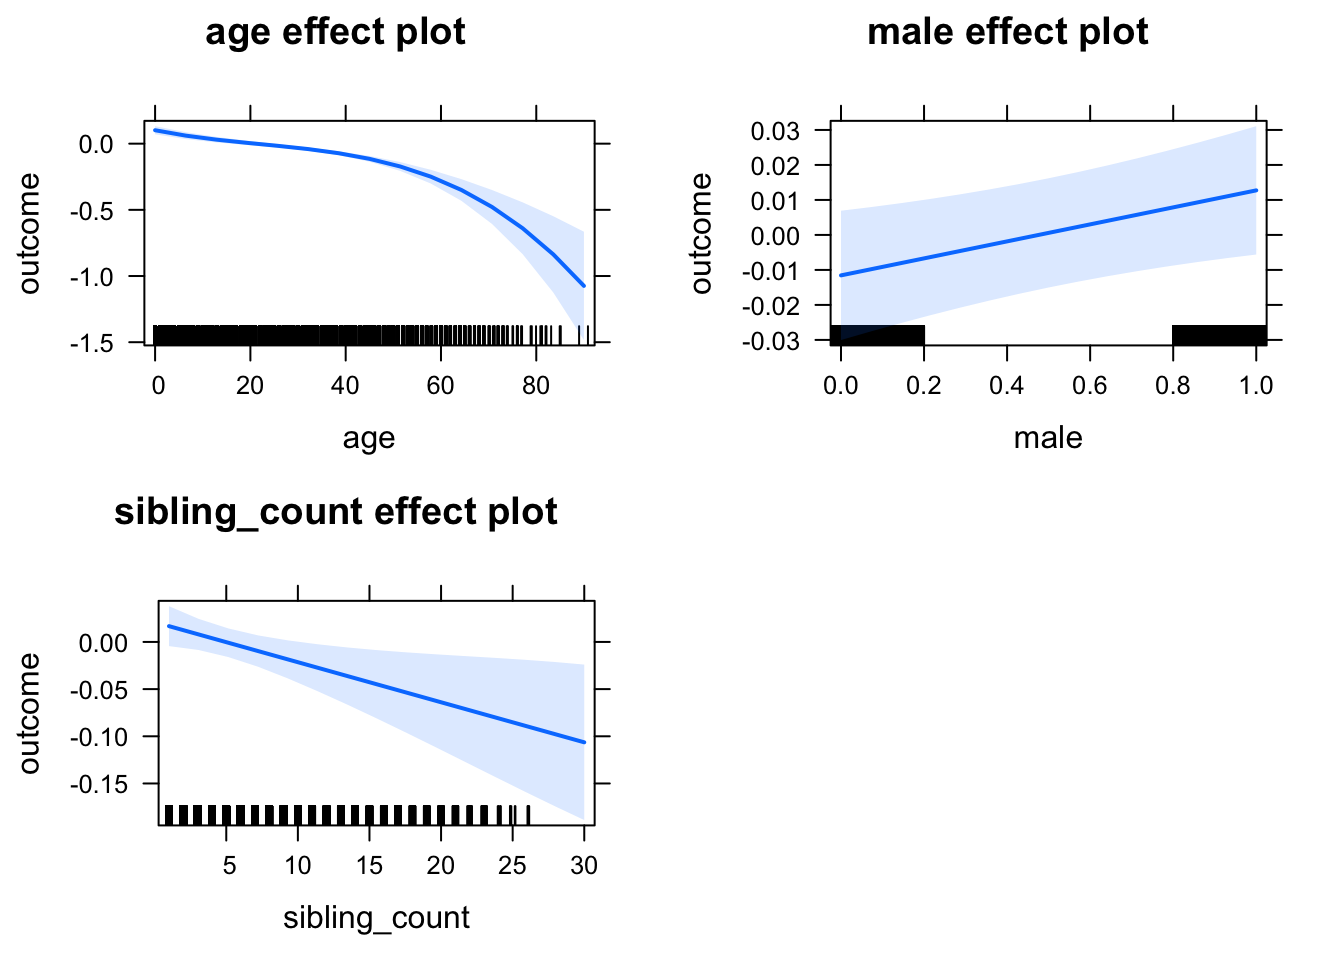 age effect plot
outcome
0.0
-0.5
-1.0
-1.5
0 20 40 60 80
age
male effect plot
outcome
0.03
0.02
0.01
0.00
-0.01
-0.02
-0.03
0.0 0.2 0.4 0.6 0.8 1.0
male
sibling_count effect plot
outcome
0.00
-0.05
-0.10
-0.15
5 10 15 20 25 30
sibling_count